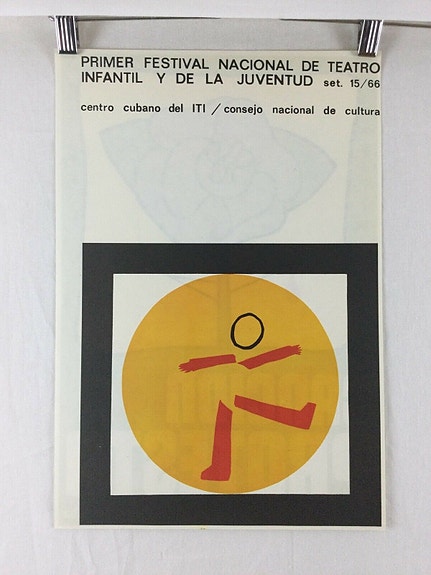 PRIMER FESTIVAL NACIONAL DE TEATRO
INFANTIL Y DE LA JUVENTUD set. 15/66
centro cubano del ITI / consejo nacional de cultura